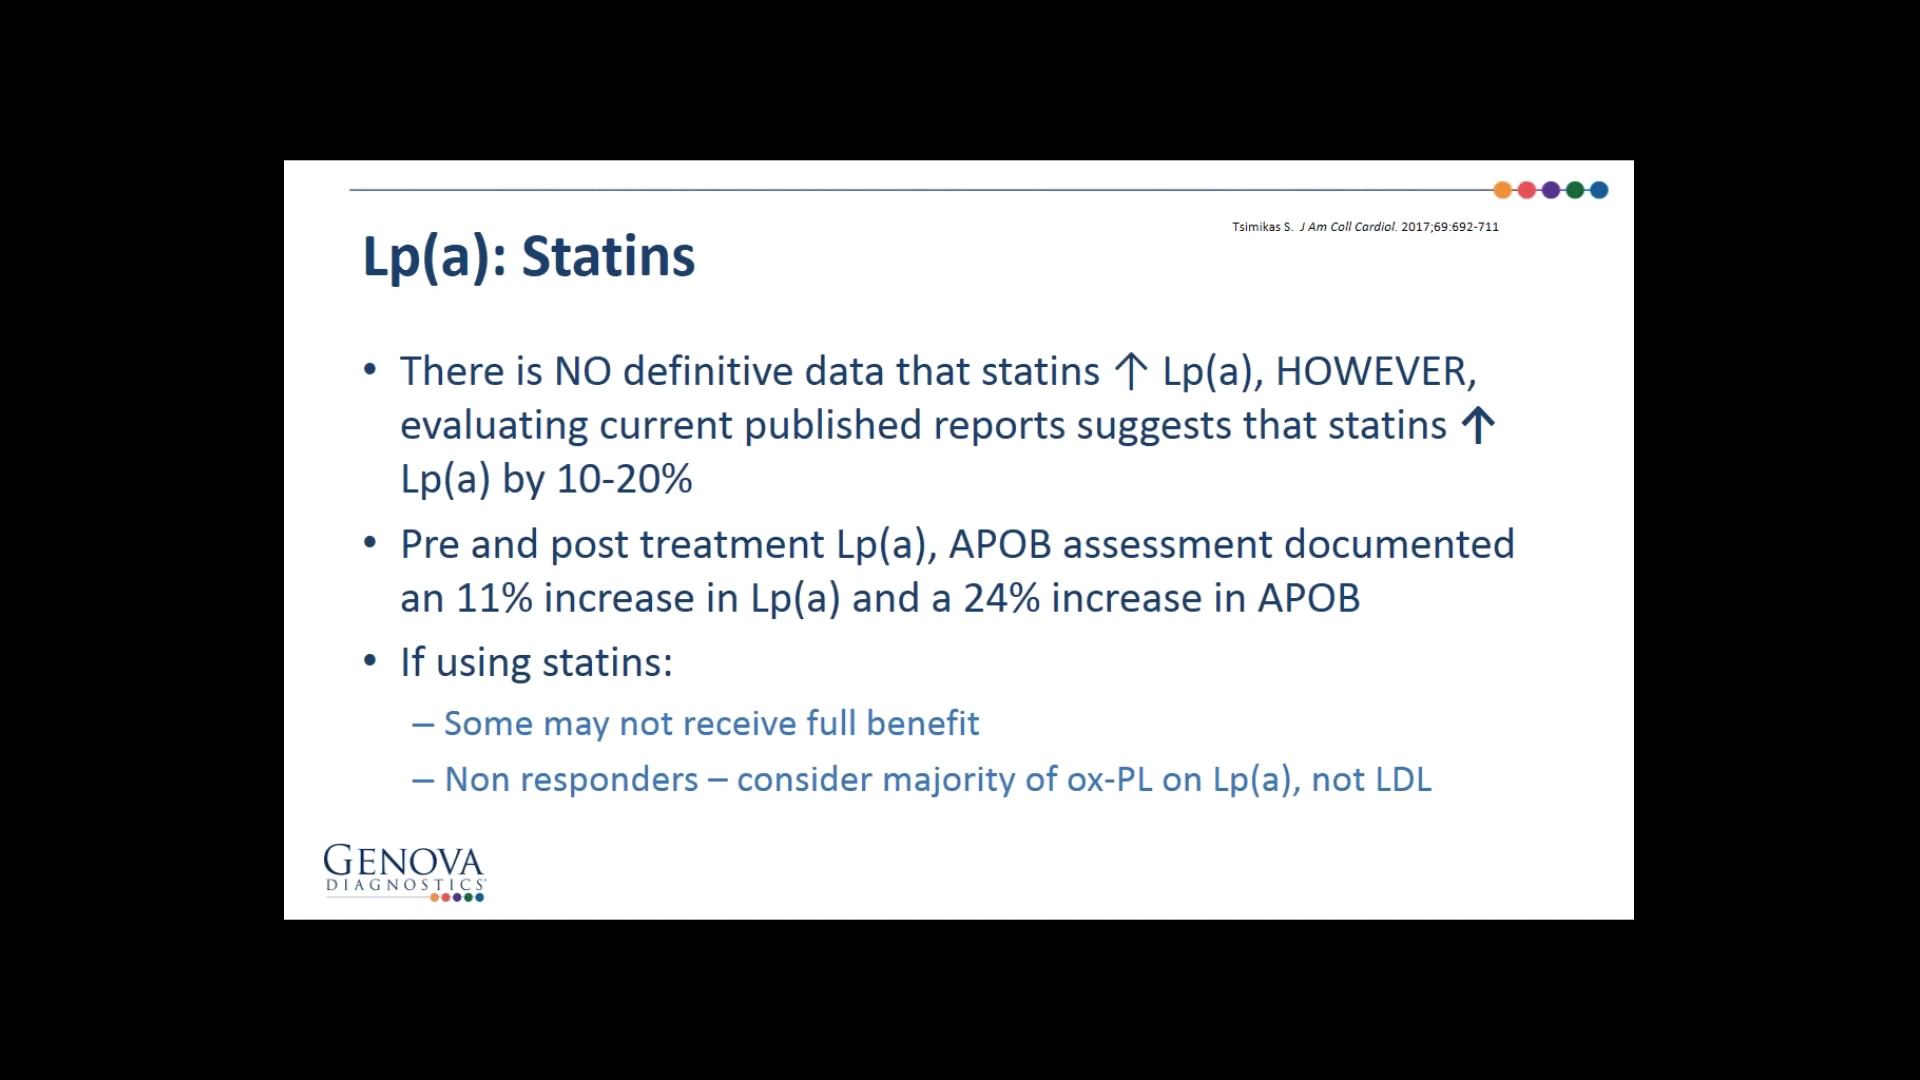 Tsimikas S. J Am Coll Cardiol. 2017;69:692-711
Lp(a): Statins
• There is NO definitive data that statins ↑ Lp(a), HOWEVER,
evaluating current published reports suggests that statins ↑
Lp(a) by 10-20%
• Pre and post treatment Lp(a), APOB assessment documented
an 11% increase in Lp(a) and a 24% increase in APOB
• If using statins:
– Some may not receive full benefit
– Non responders – consider majority of ox-PL on Lp(a), not LDL
GENOVA
DIAGNOSTICS